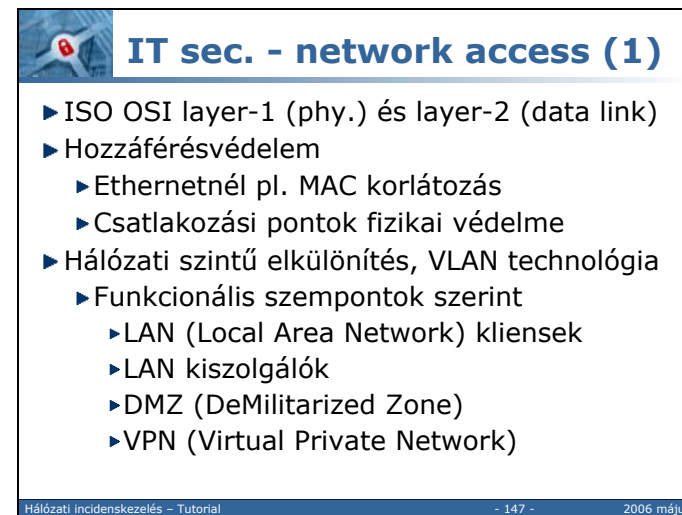 IT sec. - network access (1)
ISO OSI layer-1 (phy.) és layer-2 (data link)
Hozzáférésvédelem
Ethernetnél pl. MAC korlátozás
Csatlakozási pontok fizikai védelme
Hálózati szintű elkülönítés, VLAN technológia
Funkcionális szempontok szerint
LAN (Local Area Network) kliensek
LAN kiszolgálók
DMZ (DeMilitarized Zone)
VPN (Virtual Private Network)
Hálózati incidenskezelés – Tutorial - 147 - 2006 máju